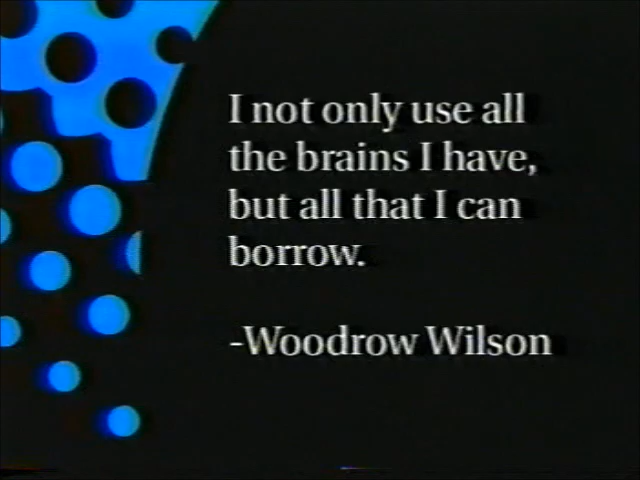 I not only use all
the brains I have,
but all that I can
borrow.
-Woodrow Wilson